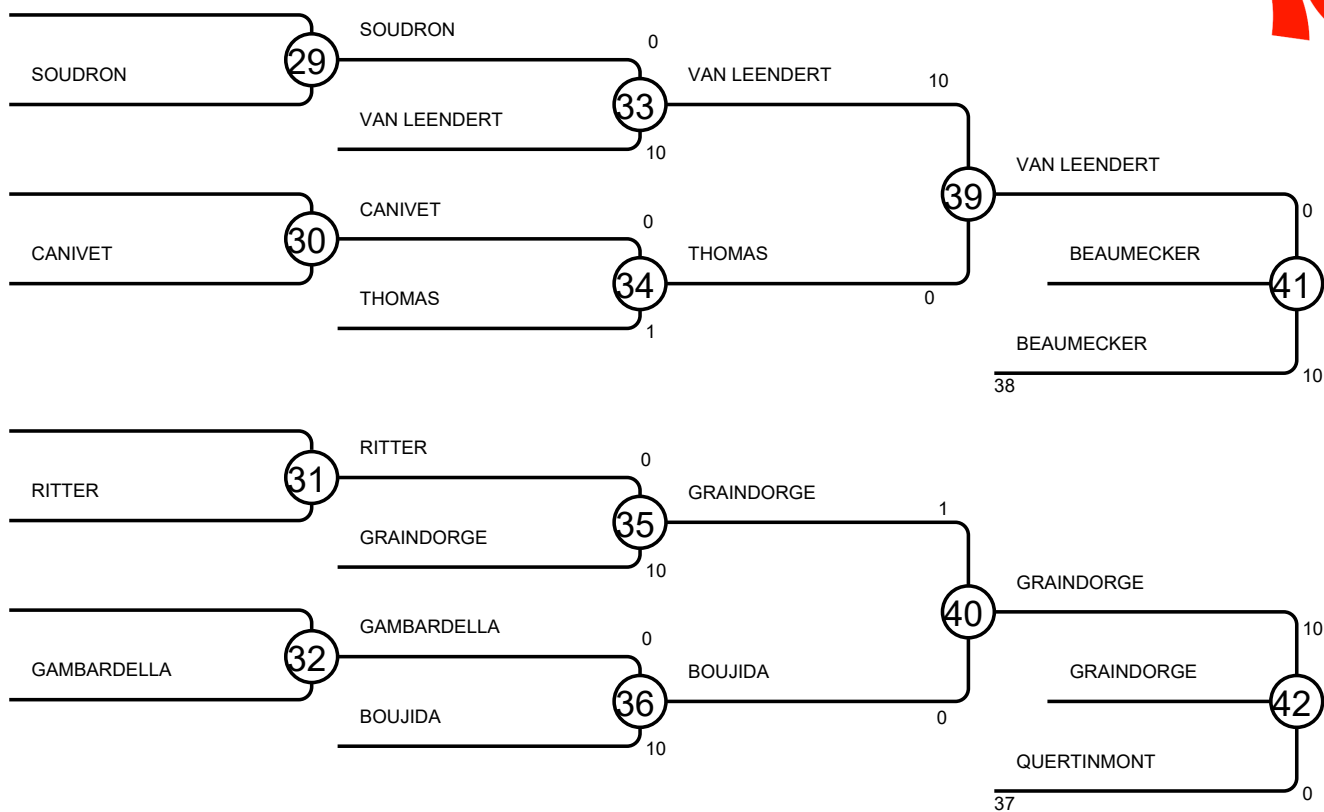 SOUDRON
0
29
SOUDRON
VAN LEENDERT
10
VAN LEENDERT
33
10
VAN LEENDERT
CANIVET
0
39
0
30
CANIVET
THOMAS
BEAUMECKER
THOMAS
34
0
41
1
BEAUMECKER
38
10
RITTER
0
31
RITTER
GRAINDORGE
1
GRAINDORGE
35
10
GRAINDORGE
GAMBARDELLA
0
40
10
32
GAMBARDELLA
BOUJIDA
GRAINDORGE
BOUJIDA
36
0
42
10
QUERTINMONT
37
0